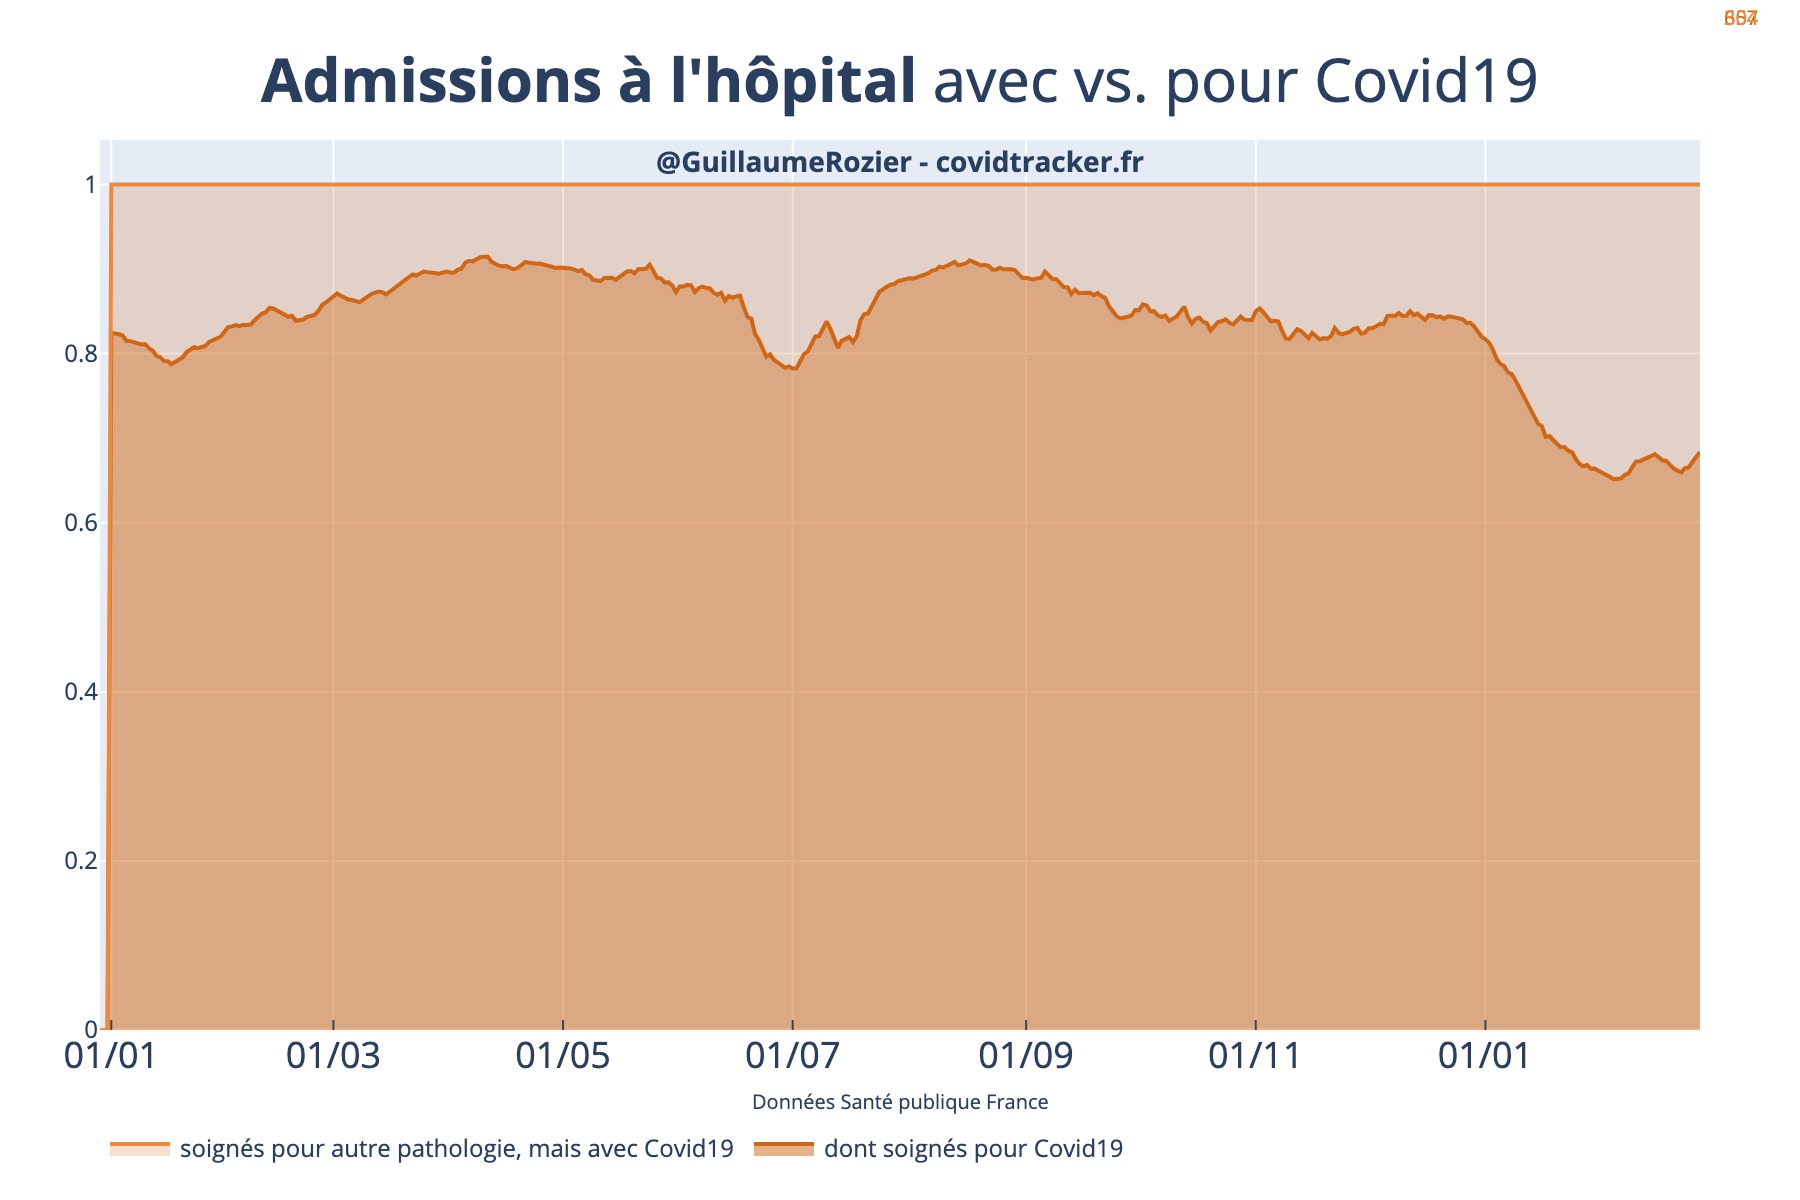 Admissions à l'hôpital avec vs. pour Covid19
@GuillaumeRozier - covidtracker.fr
1
0.8
0.6
0.4
0.2
0
01/01 01/03 01/05 01/07 01/09 01/11 01/01
Données Santé publique France
soignés pour autre pathologie, mais avec Covid19 dont soignés pour Covid19